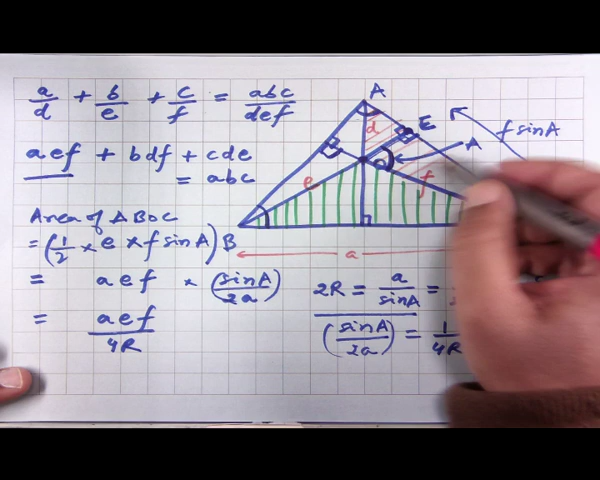 a/d + b/e + c/f = abc/def
aef + bdf + cde
= abc
Area of ΔBOC
= (1/2 × e × f sinA)
= aef × (sinA/2a)
= aef/4R
A
E
f sinA
d
A
e
f
B
a
2R = a/sinA =
(sinA/2a) = 1/4R